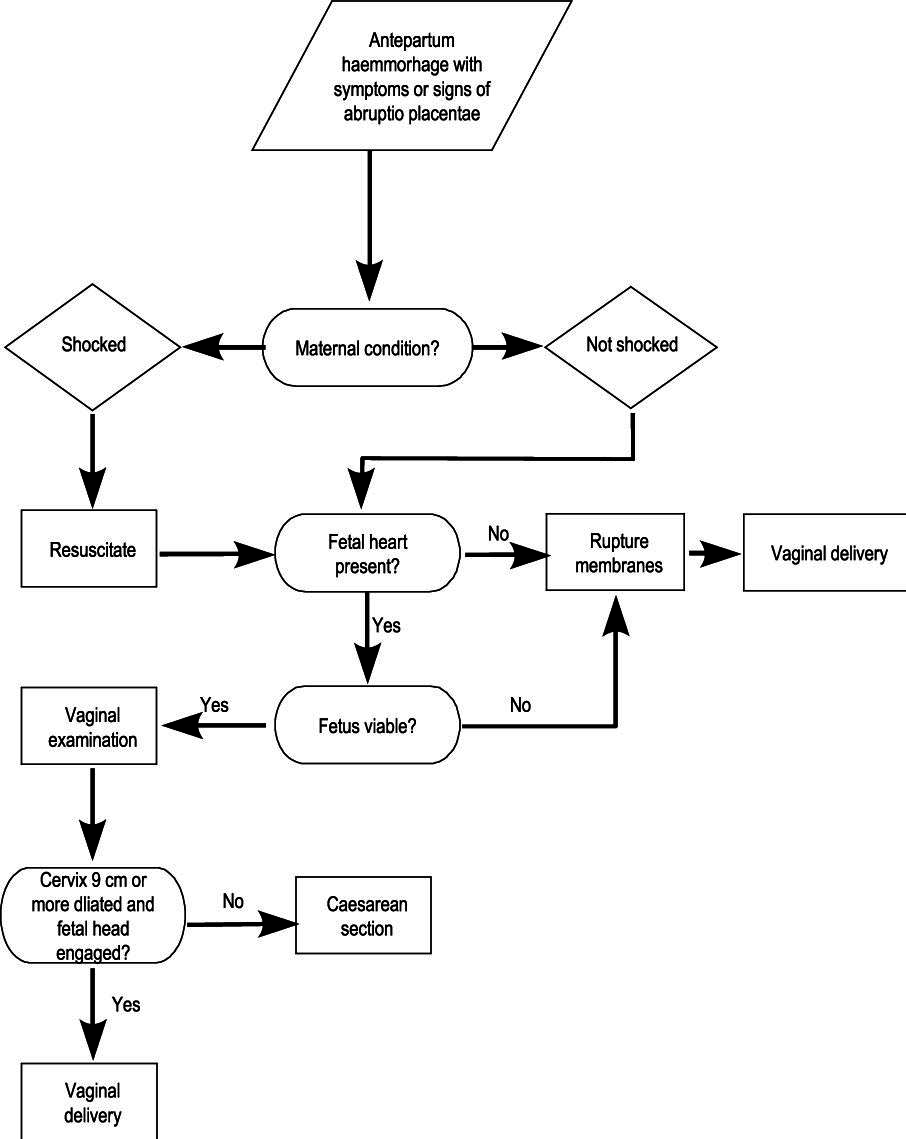 Antepartum
haemmorhage with
symptoms or signs of
abruptio placentae
Shocked
Maternal condition?
Not shocked
Resuscitate
Fetal heart
present?
No
Rupture
membranes
Vaginal delivery
Yes
Vaginal
examination
Yes
Fetus viable?
No
Cervix 9 cm or
more dliated and
fetal head
engaged?
No
Caesarean
section
Yes
Vaginal
delivery